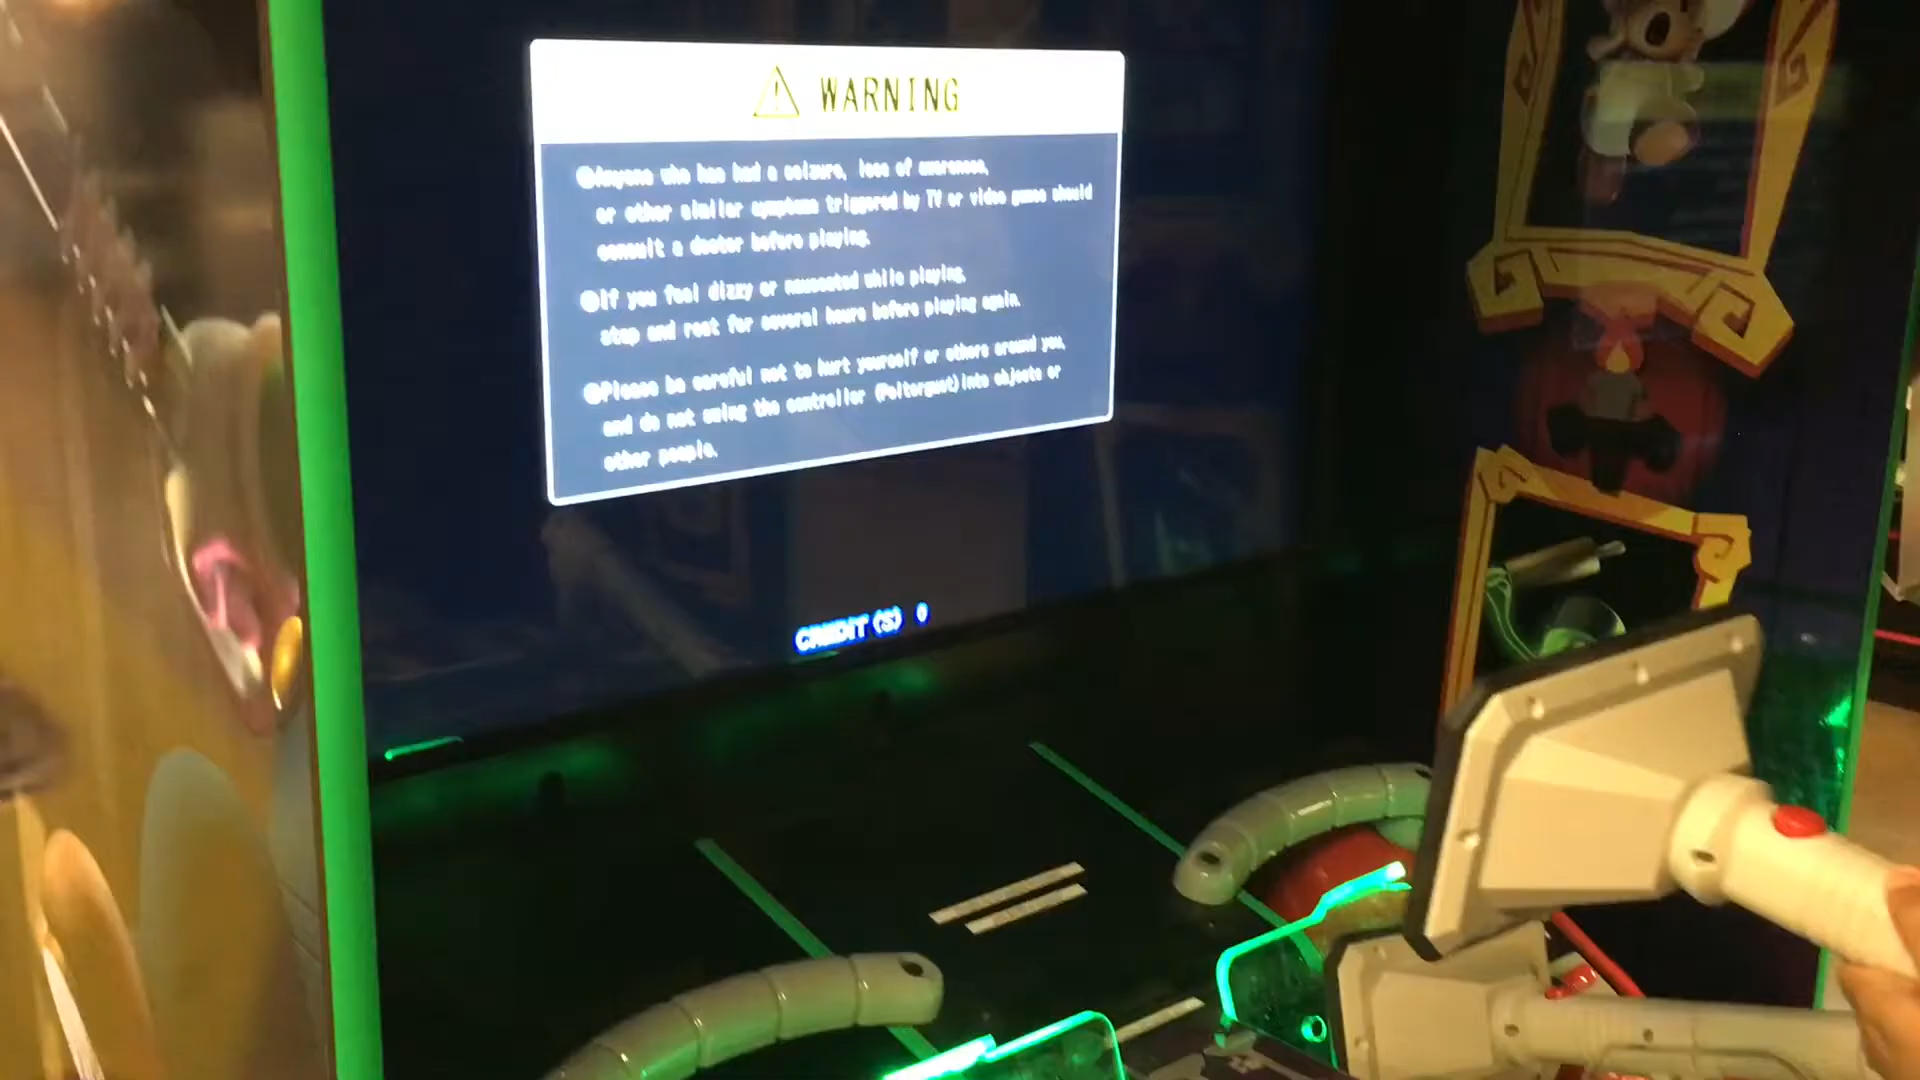 WARNING
●Anyone who has had a seizure, loss of awareness,
or other similar symptoms triggered by TV or video games should
consult a doctor before playing.
●If you feel dizzy or nauseated while playing,
stop and rest for several hours before playing again.
●Please be careful not to hurt yourself or others around you,
and do not swing the controller (Poltergust)into objects or
other people.
CREDIT(S) 0